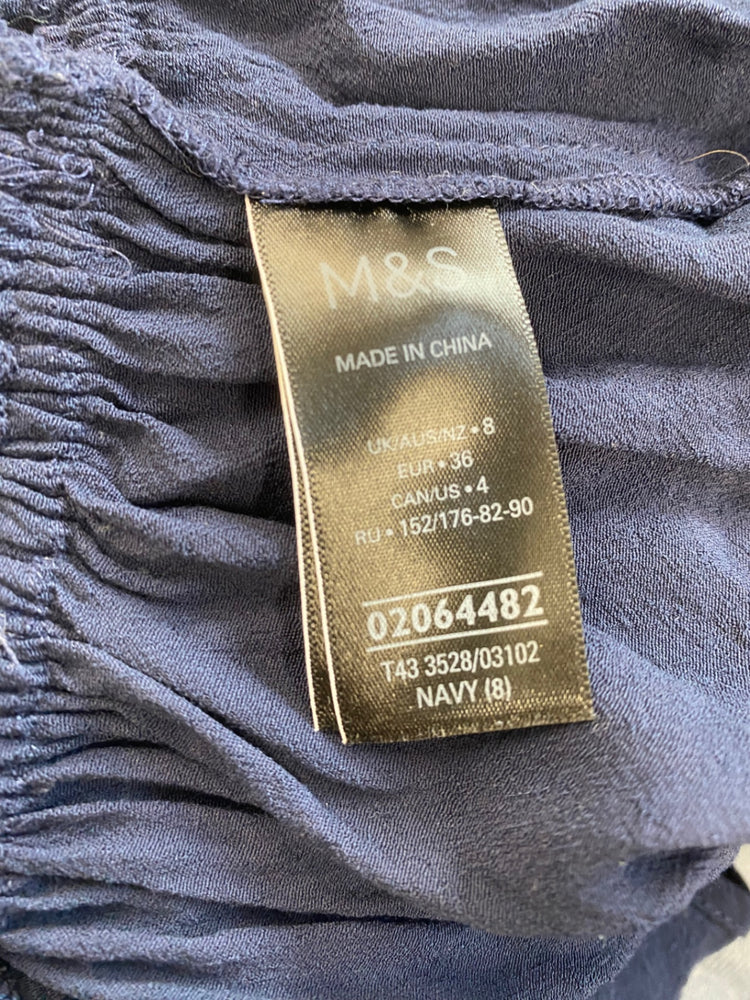 M&S
MADE IN CHINA
UK/AUS/NZ • 8
EUR • 36
CAN/US • 4
RU • 152/176-82-90
02064482
T43 3528/03102
NAVY (8)